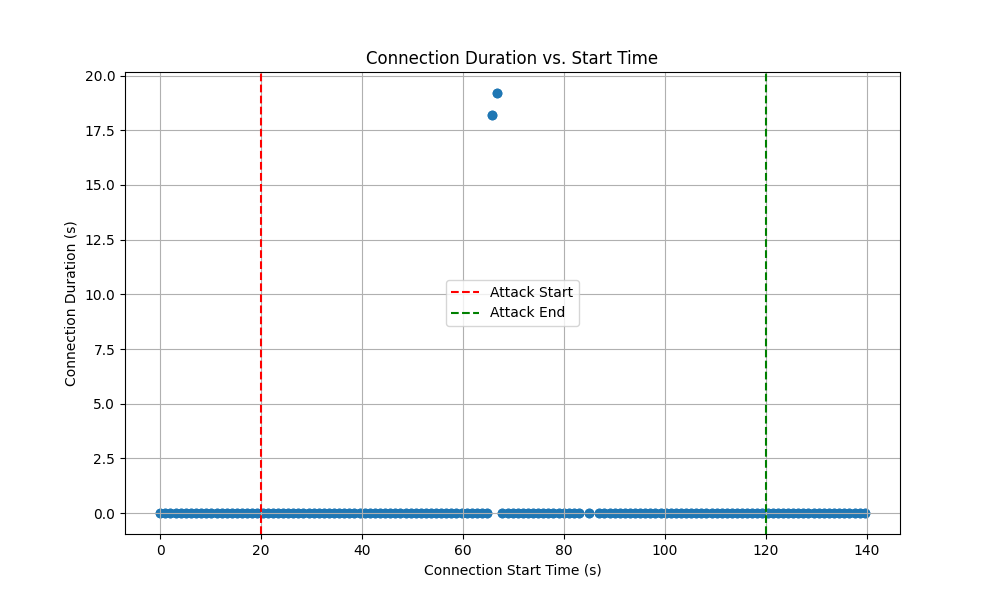 Connection Duration vs. Start Time
20.0
17.5
15.0
12.5
10.0
7.5
5.0
2.5
0.0
Connection Duration (s)
Attack Start
Attack End
0 20 40 60 80 100 120 140
Connection Start Time (s)